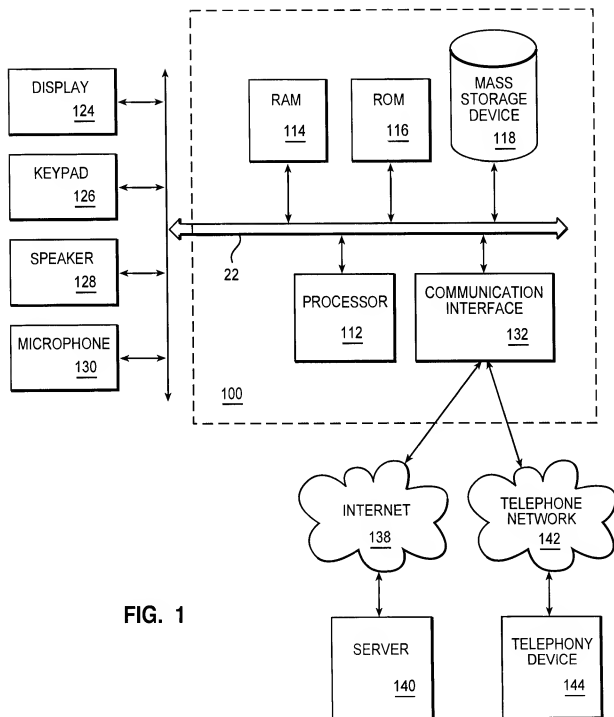 DISPLAY
124
KEYPAD
126
SPEAKER
128
MICROPHONE
130
RAM
114
ROM
116
MASS
STORAGE
DEVICE
118
22
PROCESSOR
112
COMMUNICATION
INTERFACE
132
100
INTERNET
138
TELEPHONE
NETWORK
142
FIG. 1
SERVER
140
TELEPHONY
DEVICE
144